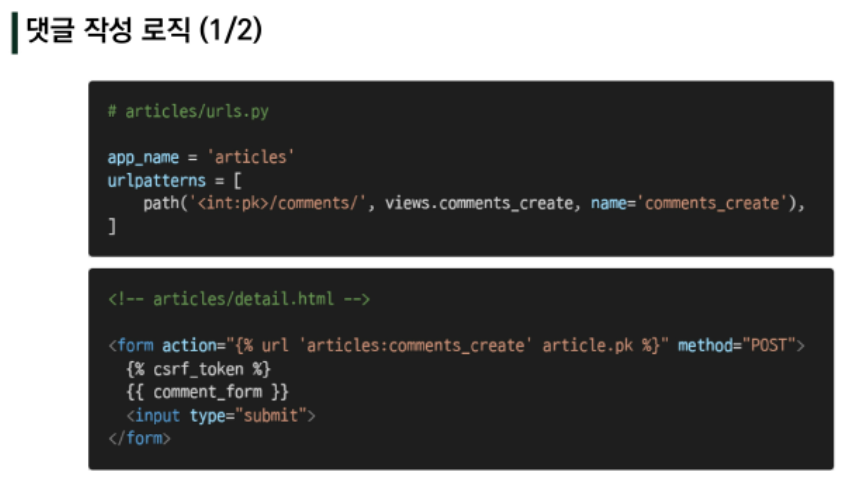 댓글 작성 로직 (1/2)
# articles/urls.py
app_name = 'articles'
urlpatterns = [
    path('<int:pk>/comments/', views.comments_create, name='comments_create'),
]
<!-- articles/detail.html -->
<form action="{% url 'articles:comments_create' article.pk %}" method="POST">
  {% csrf_token %}
  {{ comment_form }}
  <input type="submit">
</form>